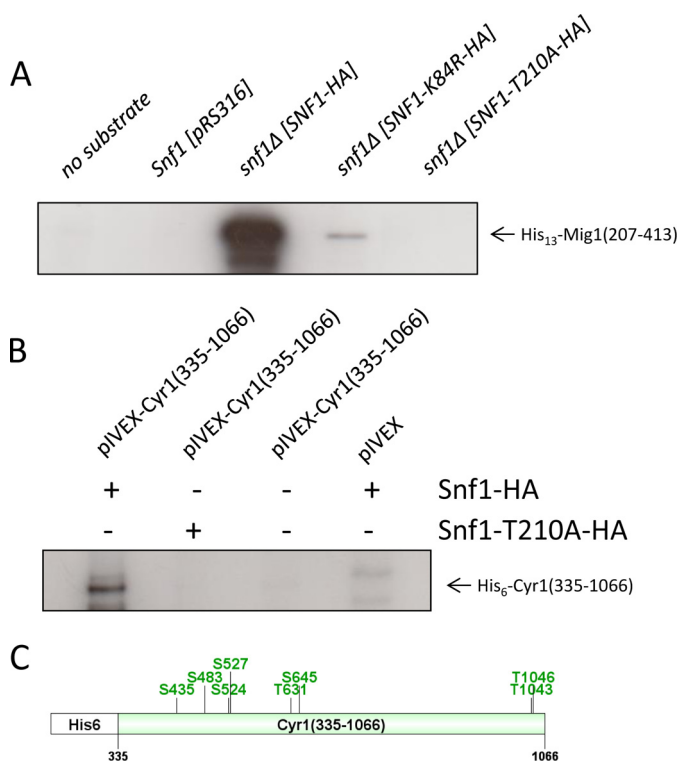 A
no substrate
Snf1 [pRS316]
snf1Δ [SNF1-HA]
snf1Δ [SNF1-K84R-HA]
snf1Δ [SNF1-T210A-HA]
← His13-Mig1(207-413)
B
pIVEX-Cyr1(335-1066)
pIVEX-Cyr1(335-1066)
pIVEX-Cyr1(335-1066)
pIVEX
+ - - + Snf1-HA
- + - - Snf1-T210A-HA
← His6-Cyr1(335-1066)
C
S527
S483 S645 T1046
S435 S524 T631 T1043
His6 Cyr1(335-1066)
335 1066